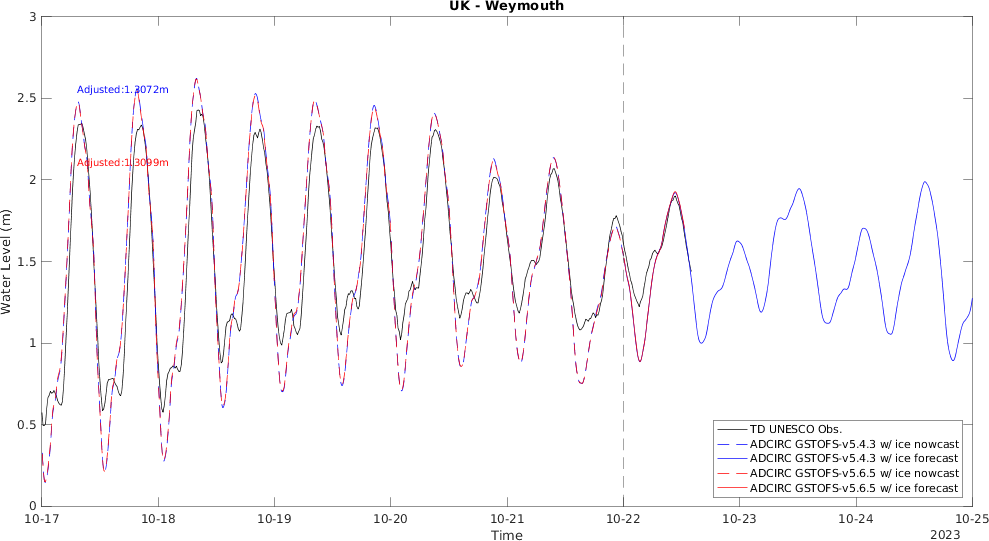 UK - Weymouth
3
2.5
2
1.5
1
0.5
0
Water Level (m)
Adjusted:1.3072m
Adjusted:1.3099m
TD UNESCO Obs.
ADCIRC GSTOFS-v5.4.3 w/ ice nowcast
ADCIRC GSTOFS-v5.4.3 w/ ice forecast
ADCIRC GSTOFS-v5.6.5 w/ ice nowcast
ADCIRC GSTOFS-v5.6.5 w/ ice forecast
10-17 10-18 10-19 10-20 10-21 10-22 10-23 10-24 10-25
Time
2023